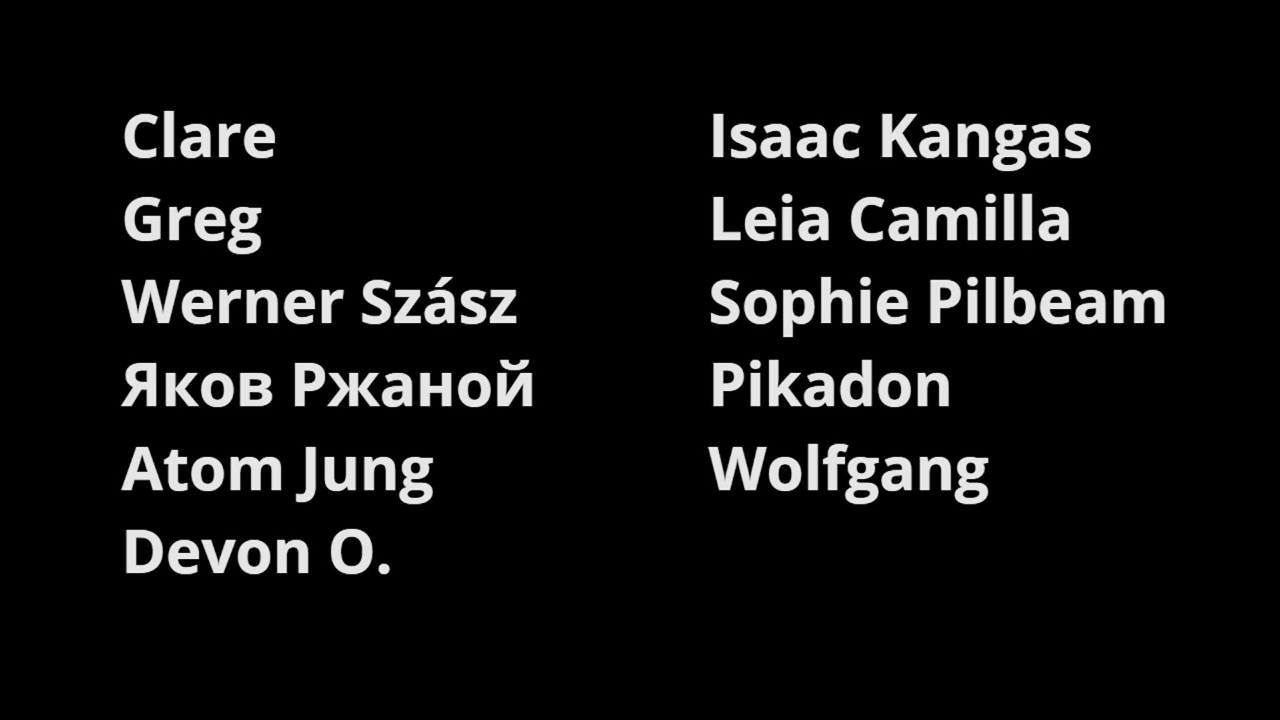 Clare
Greg
Werner Szász
Яков Ржаной
Atom Jung
Devon O.
Isaac Kangas
Leia Camilla
Sophie Pilbeam
Pikadon
Wolfgang